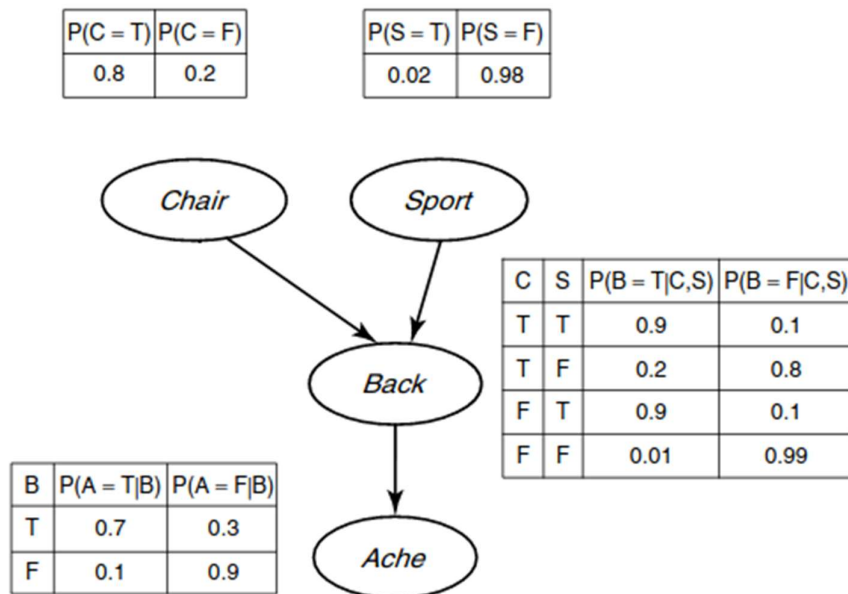 P(C = T) P(C = F) P(S = T) P(S = F)
0.8 0.2 0.02 0.98
Chair Sport
C S P(B = T|C,S) P(B = F|C,S)
T T 0.9 0.1
T F 0.2 0.8
F T 0.9 0.1
F F 0.01 0.99
Back
B P(A = T|B) P(A = F|B)
T 0.7 0.3
F 0.1 0.9
Ache